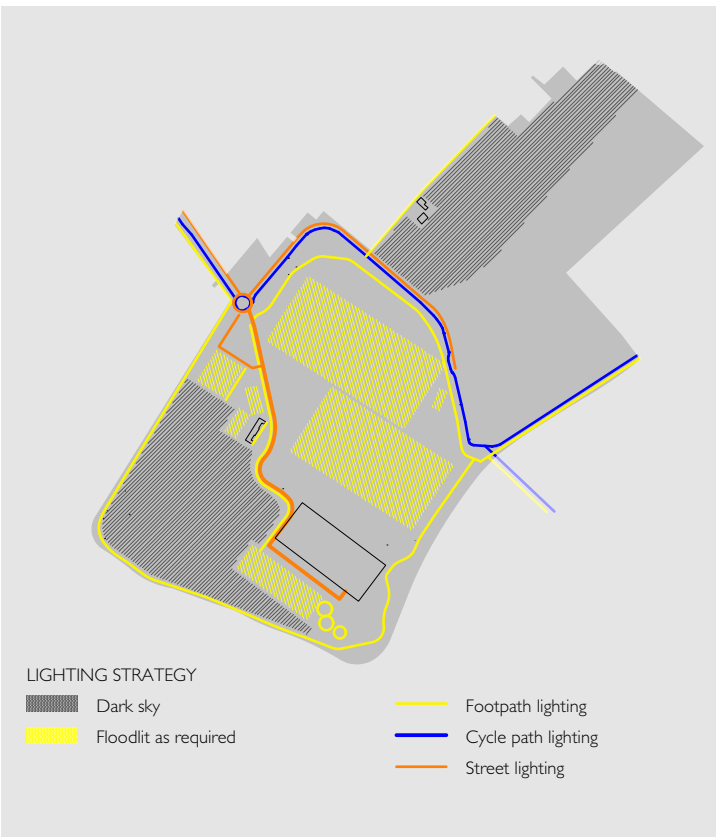 LIGHTING STRATEGY
Dark sky
Floodlit as required
Footpath lighting
Cycle path lighting
Street lighting